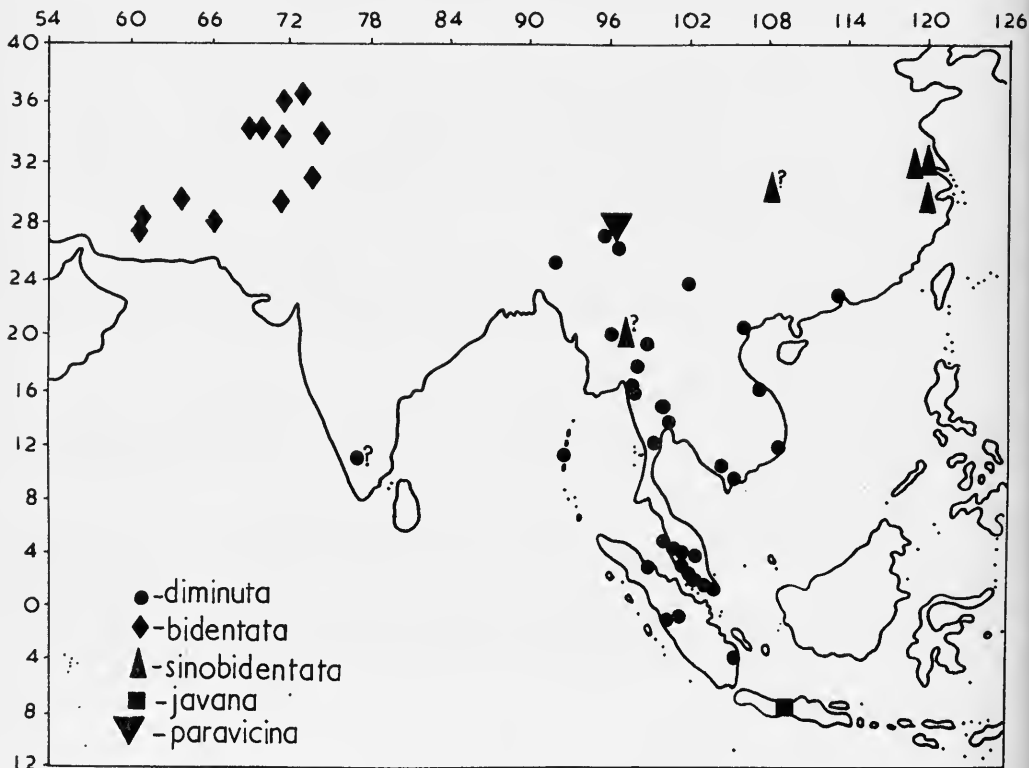 54 60 66 72 78 84 90 96 102 108 114 120 126
40
36
32
28
24
20
16
12
8
4
0
4
8
12
?
?
?
●-diminuta
◆-bidentata
▲-sinobidentata
■-javana
▼-paravicina